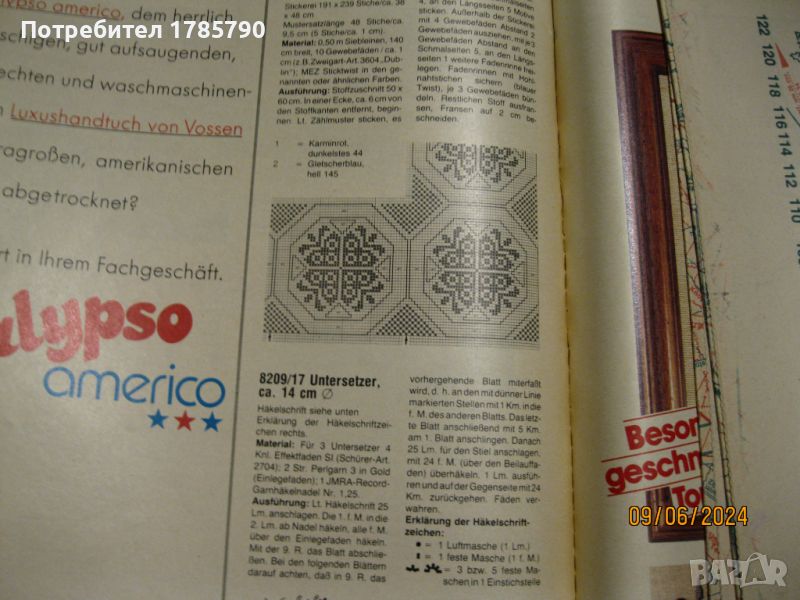 Потребител 1785790
lypso americo, dem herrlich
schigen, gut aufsaugenden,
echten und waschmaschinen-
Luxushandtuch von Vossen
ragroßen, amerikanischen
abgetrocknet?
rt in Ihrem Fachgeschäft.
lypso
americo
Stickerei 191 x 239 Stiche/ca. 38
x 48 cm
Mustersatzlänge 48 Stiche/ca.
9,5 cm (5 Stiche/ca. 1 cm).
Material: 0,50 m Siebleinen, 140
cm breit, 10 Gewebefäden / ca. 1
cm (z.B. Zweigart-Art. 3604 „Dub-
lin"); MEZ Sticktwist in den ge-
nannten oder ähnlichen Farben.
Ausführung: Stoffzuschnitt 50 x
60 cm. In einer Ecke, ca. 6 cm von
den Stoffkanten entfernt, begin-
nen. Lt. Zählmuster sticken, es
1 = Karminrot,
dunkelstes 44
2 = Gletscherblau,
hell 145
4, an den Längsseiten 5 Motive
sticken. Außerhalb der Stickerei
mit 4 Gewebefäden Abstand 2
Gewebefäden ausziehen, mit je 3
Gewebefäden Abstand an den
Schmalseiten 5, an den Längs-
seiten 1 weitere Fadenrinne frei-
legen. Fadenrinnen mit Hohl-
nahtstichen sichern (blauer
Twist), je 3 Gewebefäden bün-
deln. Restlichen Stoff ausfran-
sen, Fransen auf 2 cm be-
schneiden.
8209/17 Untersetzer,
ca. 14 cm ∅
Häkelschrift siehe unten
Erklärung der Häkelschriftzei-
chen rechts.
Material: Für 3 Untersetzer 4
Knl. Effektfaden SI (Schürer-Art.
2704); 2 Str. Perlgarn 3 in Gold
(Einlegefaden); 1 JMRA-Record-
Garnhäkelnadel Nr. 1,25.
Ausführung: Lt. Häkelschrift 25
Lm. anschlagen. Die 1. f. M. in die
2. Lm. ab Nadel häkeln, alle f. M.
über den Einlegefaden häkeln.
Mit der 9. R. das Blatt abschlie-
ßen. Bei den folgenden Blättern
darauf achten, daß in 9. R. das
vorhergehende Blatt miterfaßt
wird, d. h. an den mit dünner Linie
markierten Stellen mit 1 Km. in die
f. M. des anderen Blatts. Das letz-
te Blatt anschließend mit 5 Km.
am 1. Blatt anschlingen. Danach
25 Lm. für den Stiel anschlagen,
mit 24 f. M. (über den Beilauffa-
den) überhäkeln. 1 Lm. ausfüh-
ren und auf der Gegenseite mit 24
Km. zurückgehen. Fäden ver-
wahren.
Erklärung der Häkelschrift-
zeichen:
= 1 Luftmasche (1 Lm.)
= 1 feste Masche (1 f. M.)
= 3 bzw. 5 feste Ma-
schen in 1 Einstichstelle
Beson
geschm
122 120 118 116 114 112 110
09/06/2024
BAZAR